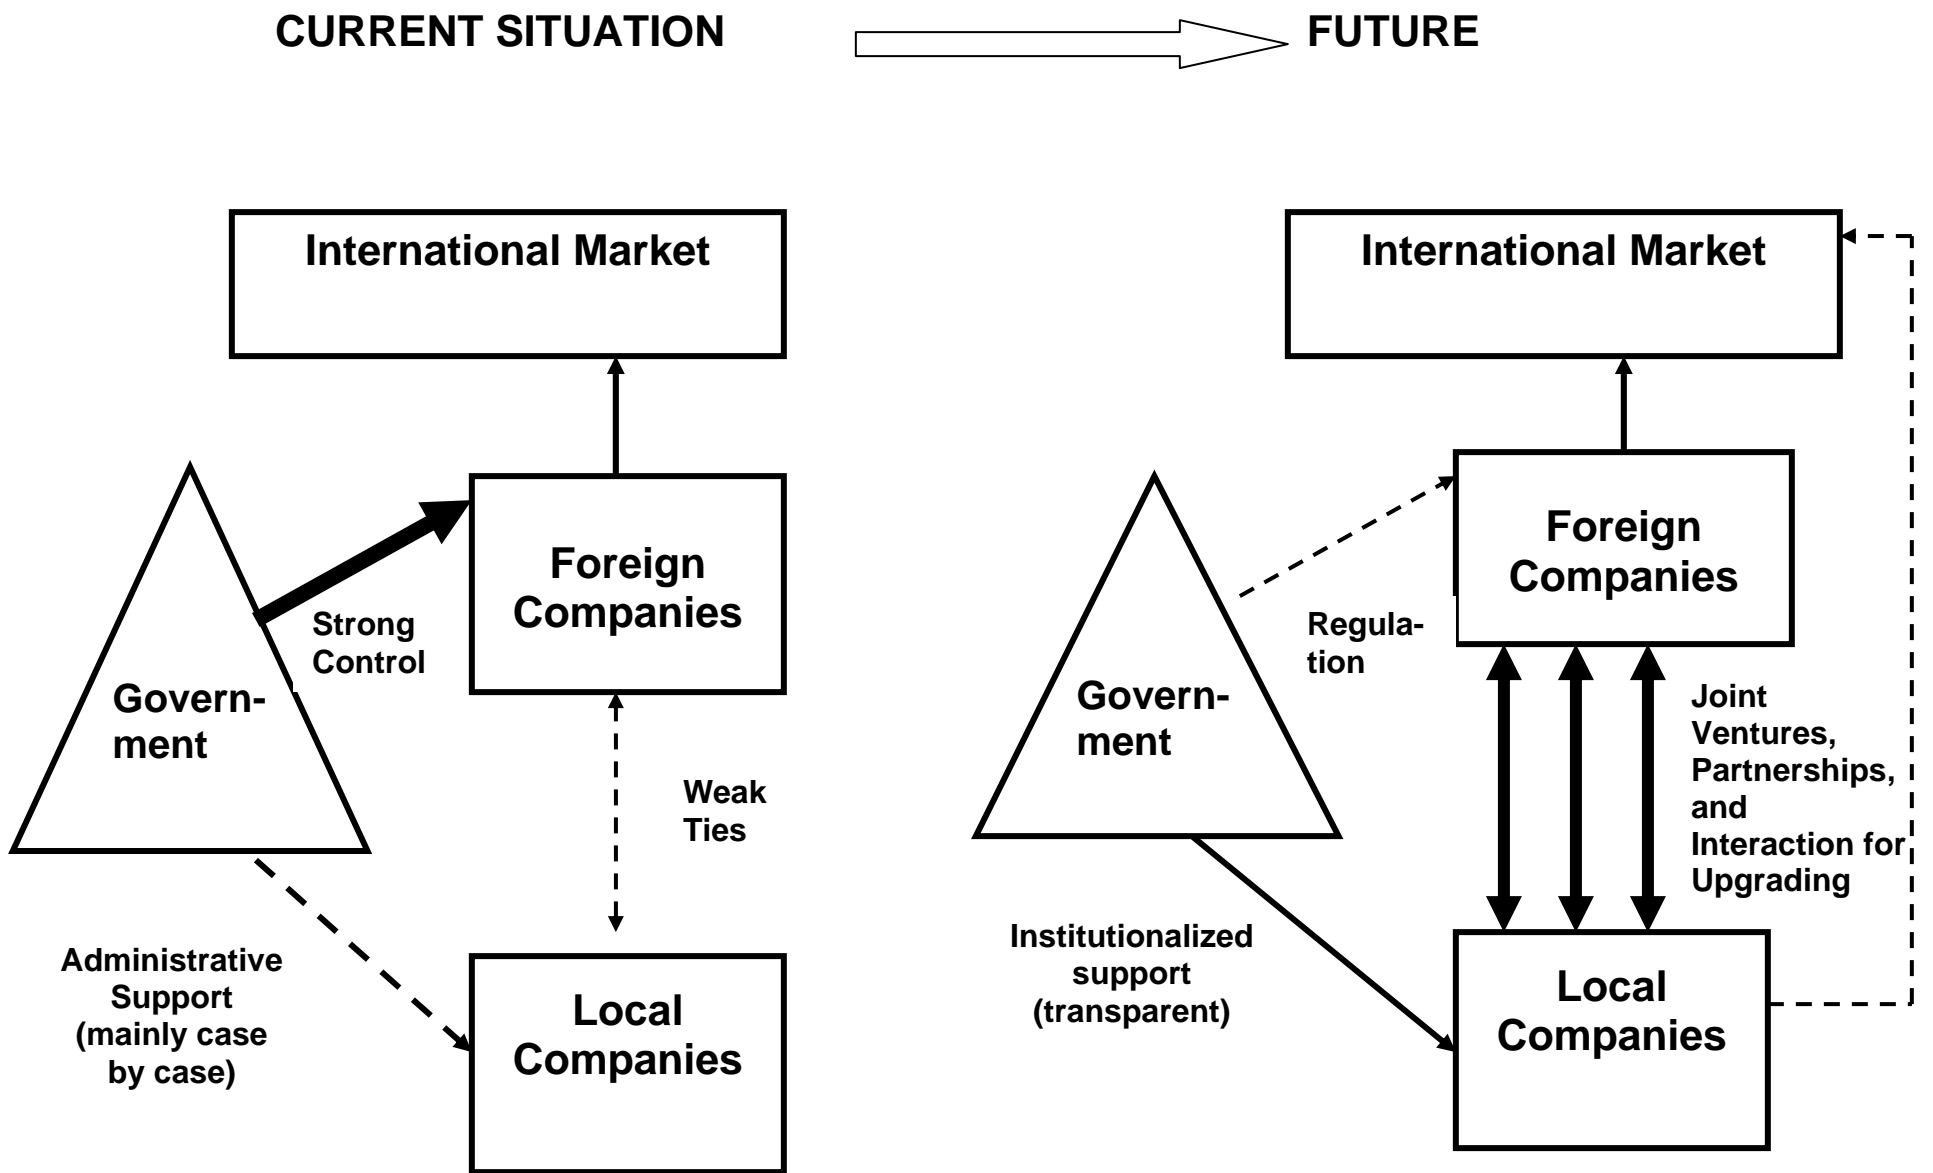 CURRENT SITUATION
FUTURE
International Market
Foreign
Companies
Strong
Control
Govern-
ment
Weak
Ties
Administrative
Support
(mainly case
by case)
Local
Companies
International Market
Foreign
Companies
Regula-
tion
Govern-
ment
Joint
Ventures,
Partnerships,
and
Interaction for
Upgrading
Institutionalized
support
(transparent)
Local
Companies